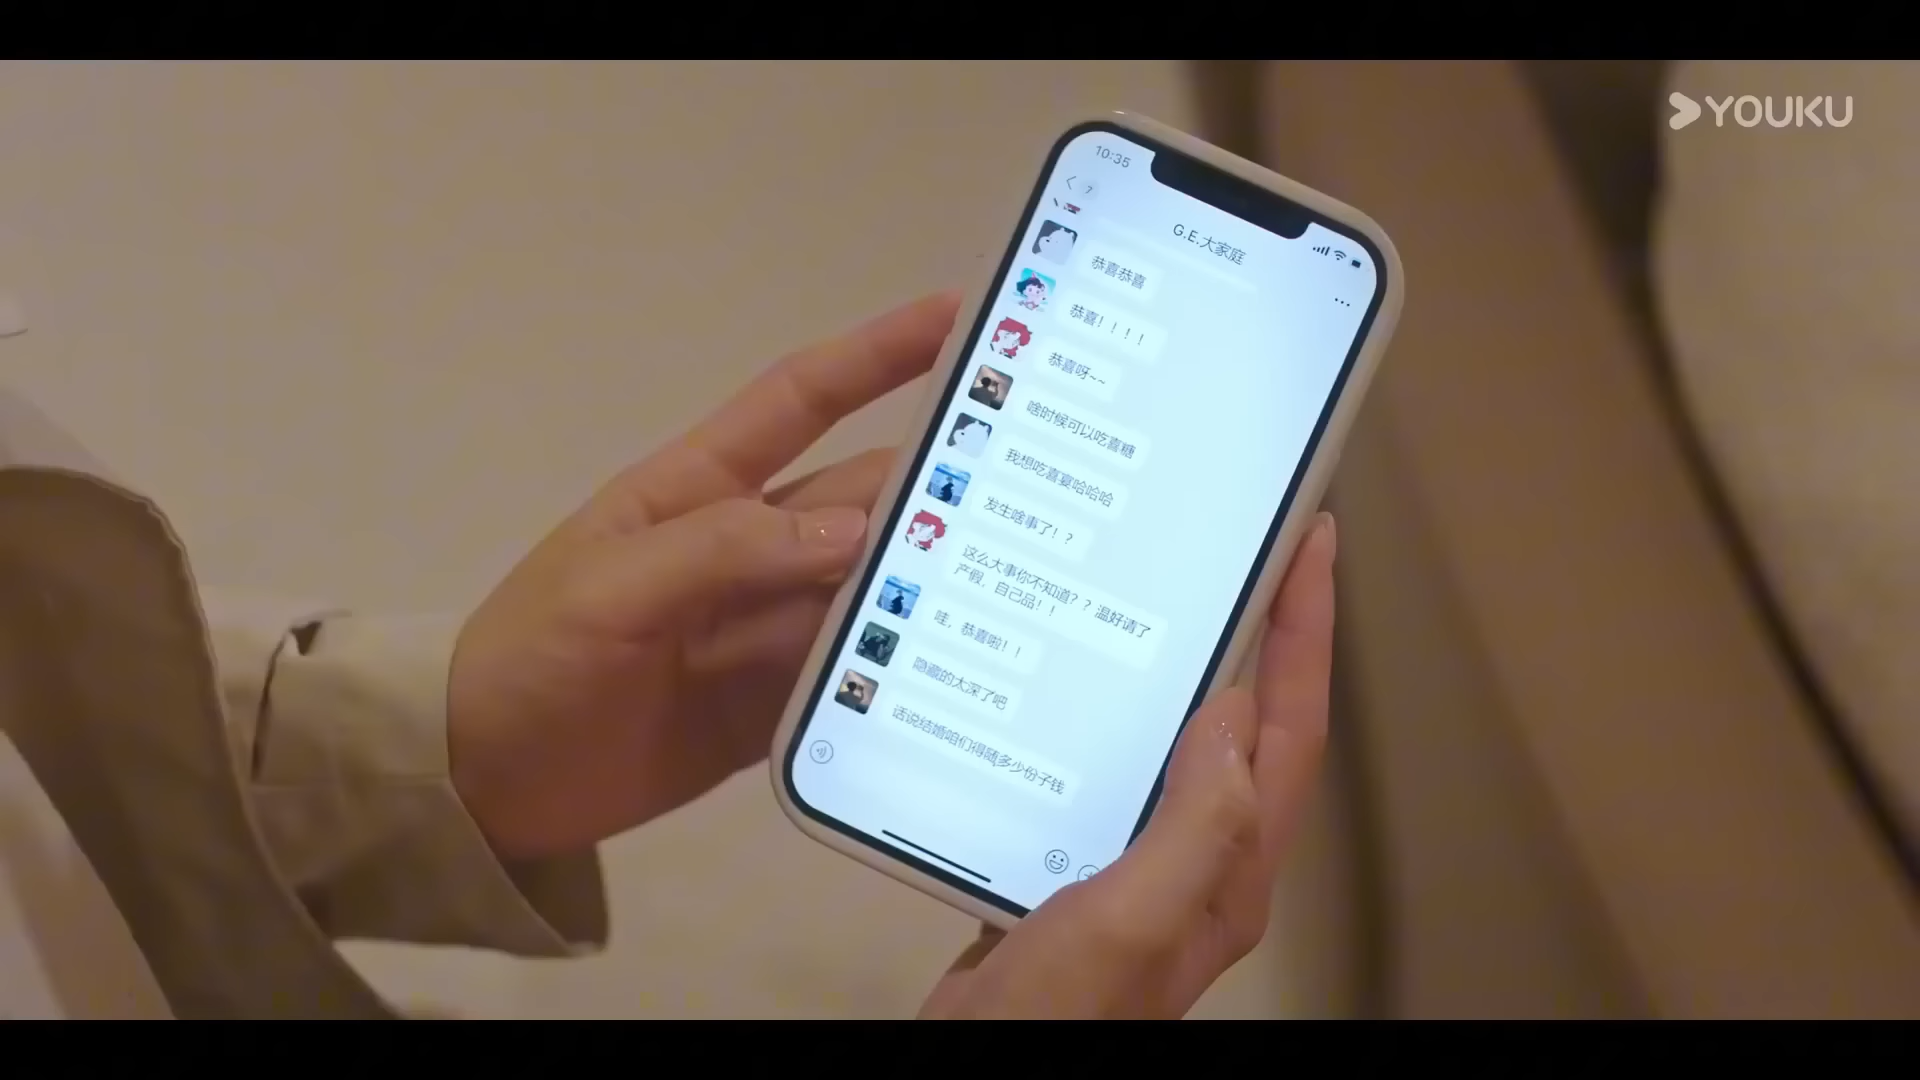 YOUKU
10:35
7
G.E.大家庭
恭喜恭喜
恭喜！！！！
恭喜呀~~
啥时候可以吃喜糖
我想吃喜宴哈哈哈
发生啥事了！？
这么大事你不知道？？温好请了
产假，自己品！！
哇，恭喜啦！！
隐藏的太深了吧
话说结婚咱们得随多少份子钱